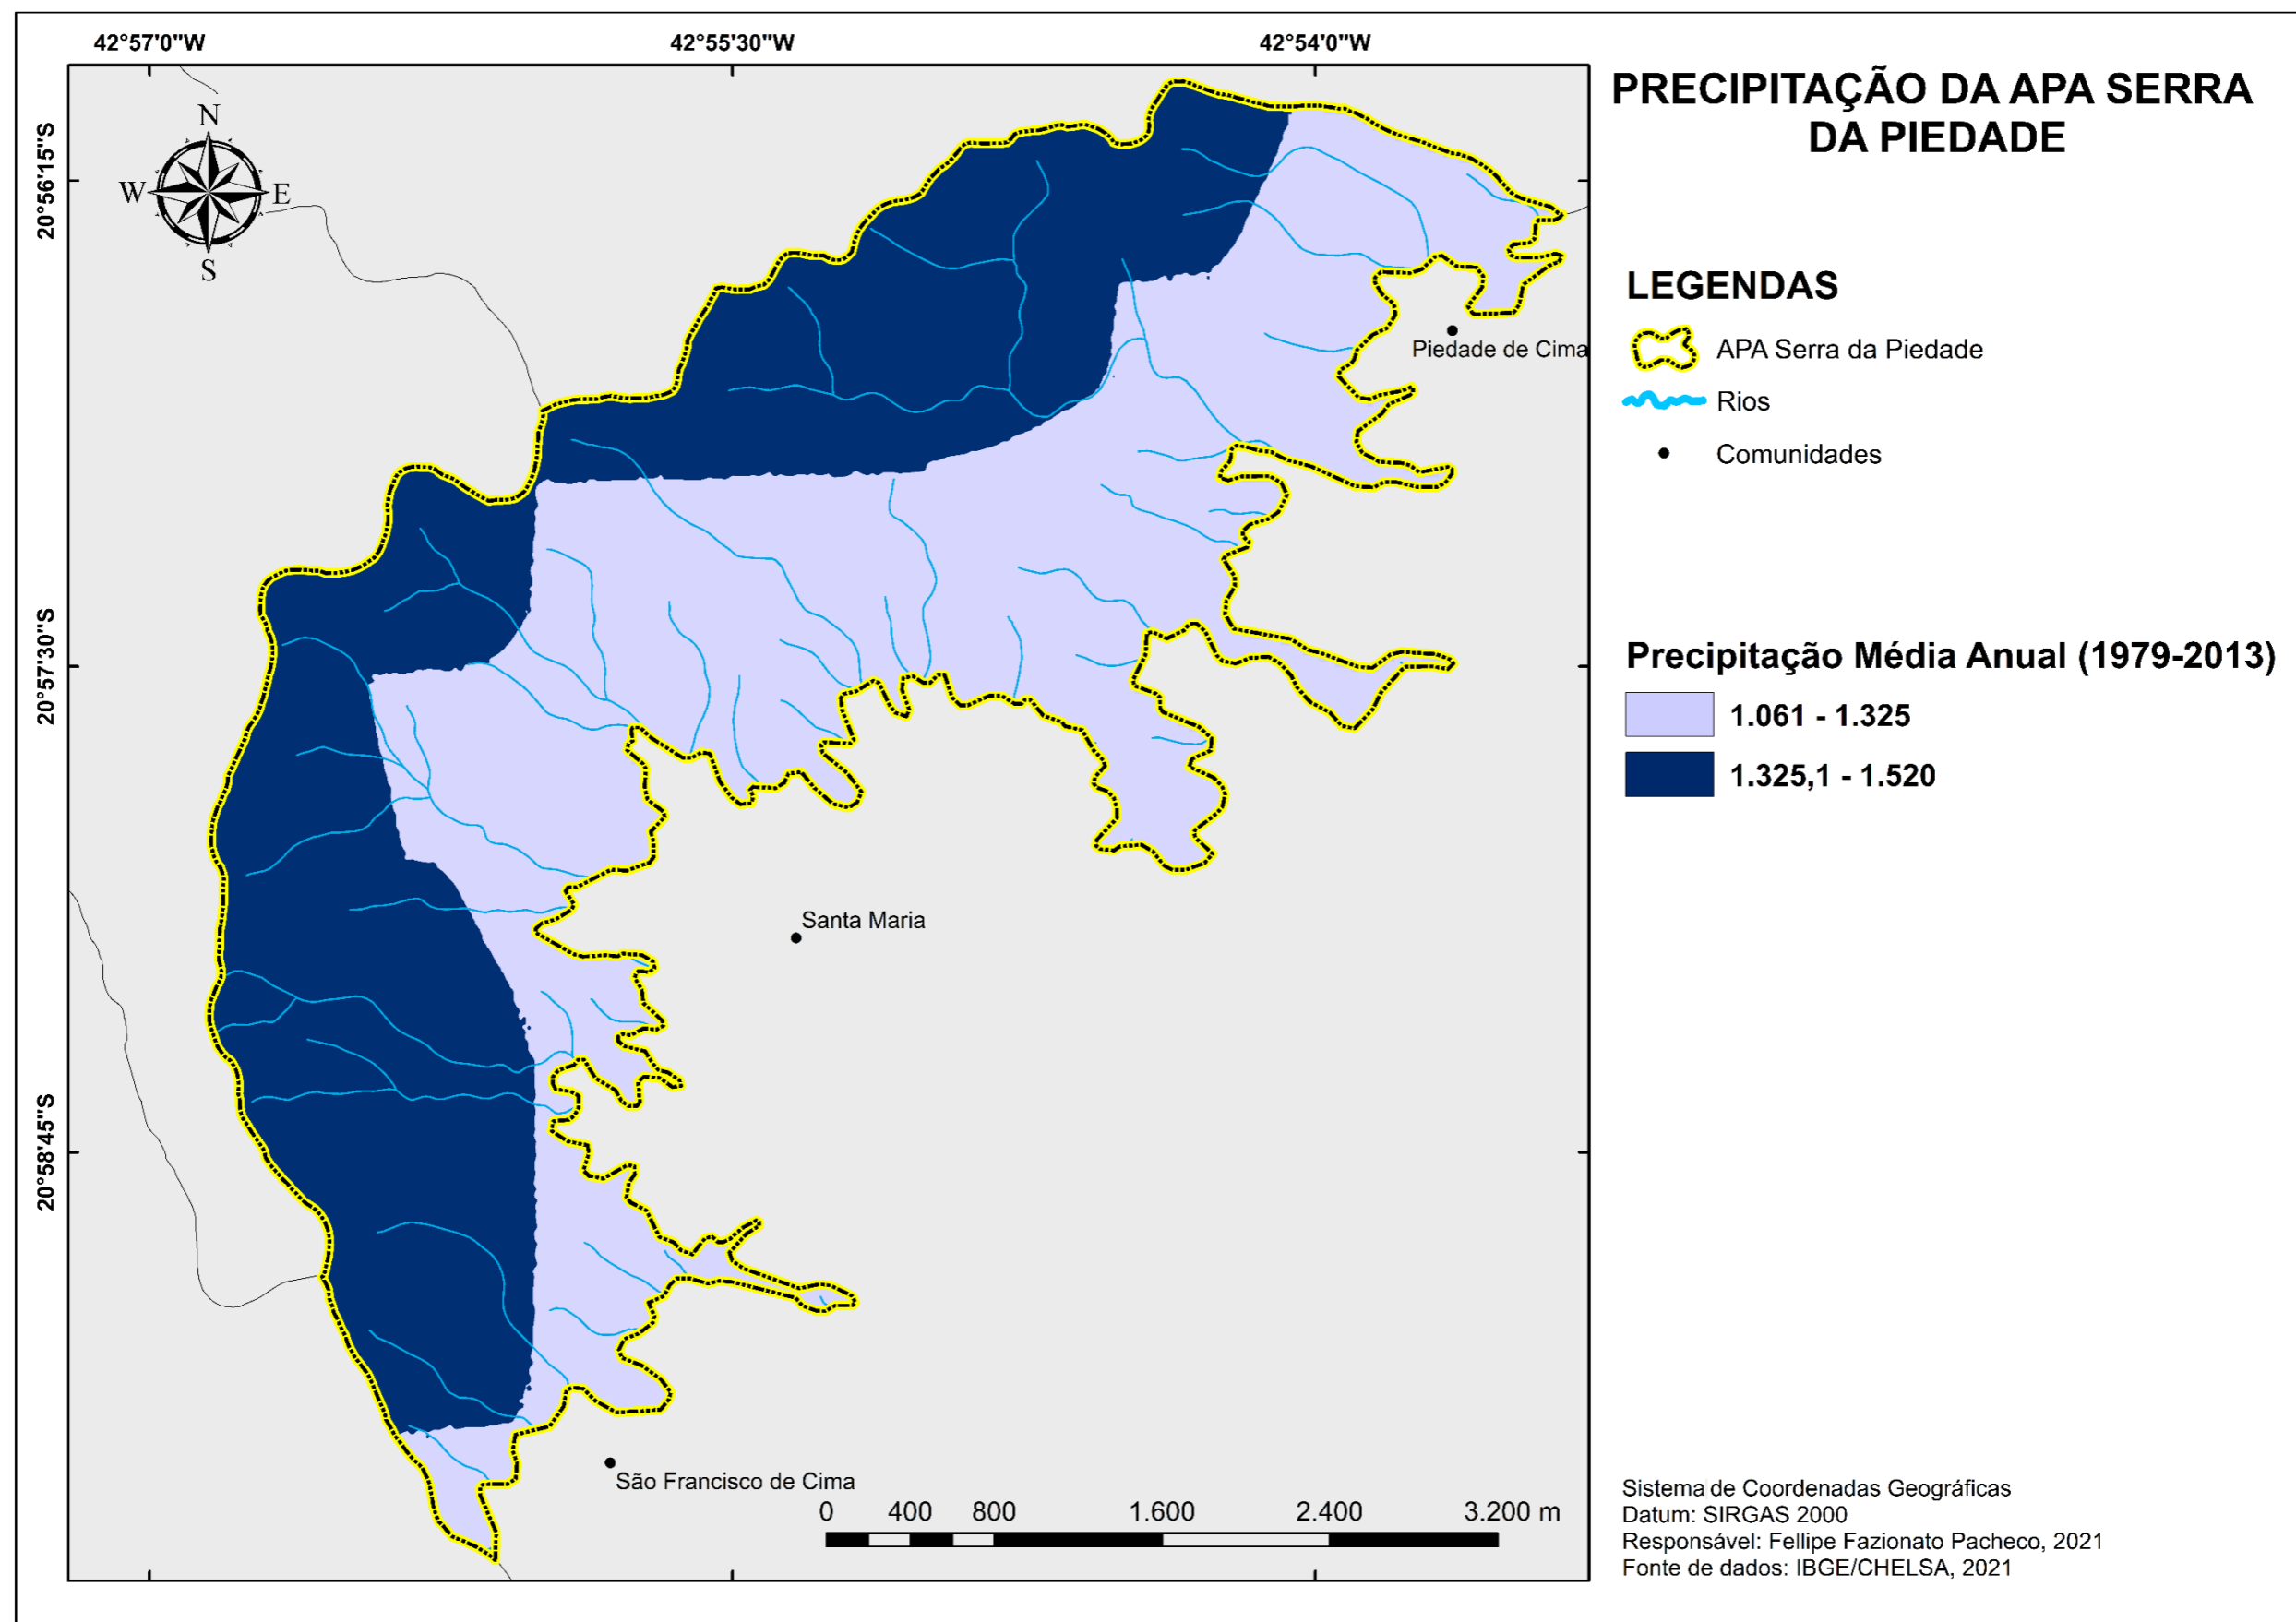 42°57'0"W
42°55'30"W
42°54'0"W
PRECIPITAÇÃO DA APA SERRA
DA PIEDADE
N
W
E
S
20°56'15"S
20°57'30"S
20°58'45"S
Piedade de Cima
Santa Maria
São Francisco de Cima
0 400 800 1.600 2.400 3.200 m
LEGENDAS
APA Serra da Piedade
Rios
Comunidades
Precipitação Média Anual (1979-2013)
1.061 - 1.325
1.325,1 - 1.520
Sistema de Coordenadas Geográficas
Datum: SIRGAS 2000
Responsável: Fellipe Fazionato Pacheco, 2021
Fonte de dados: IBGE/CHELSA, 2021